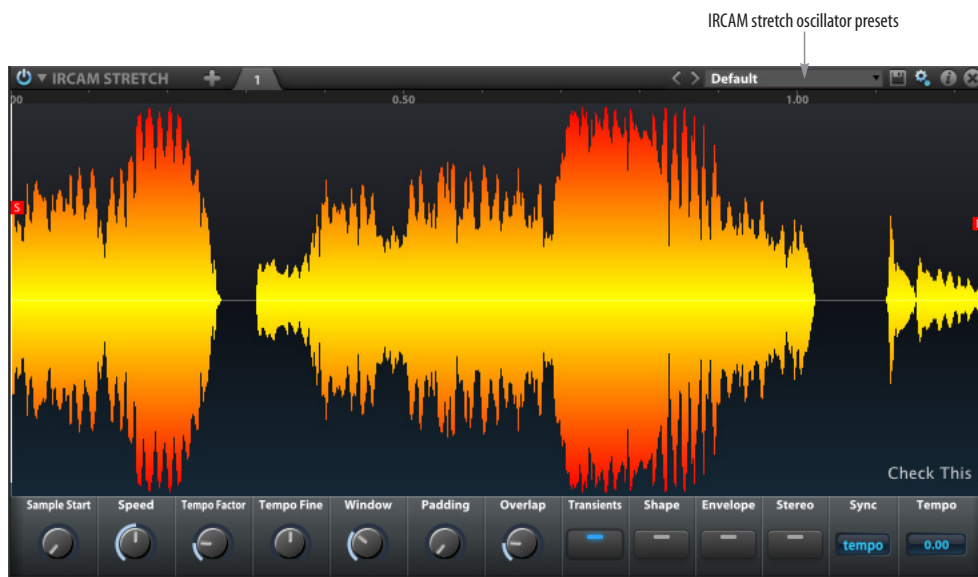 IRCAM stretch oscillator presets
IRCAM STRETCH
1
Default
0.50
1.00
S
Check This
Sample Start
Speed
Tempo Factor
Tempo Fine
Window
Padding
Overlap
Transients
Shape
Envelope
Stereo
Sync
Tempo
tempo
0.00